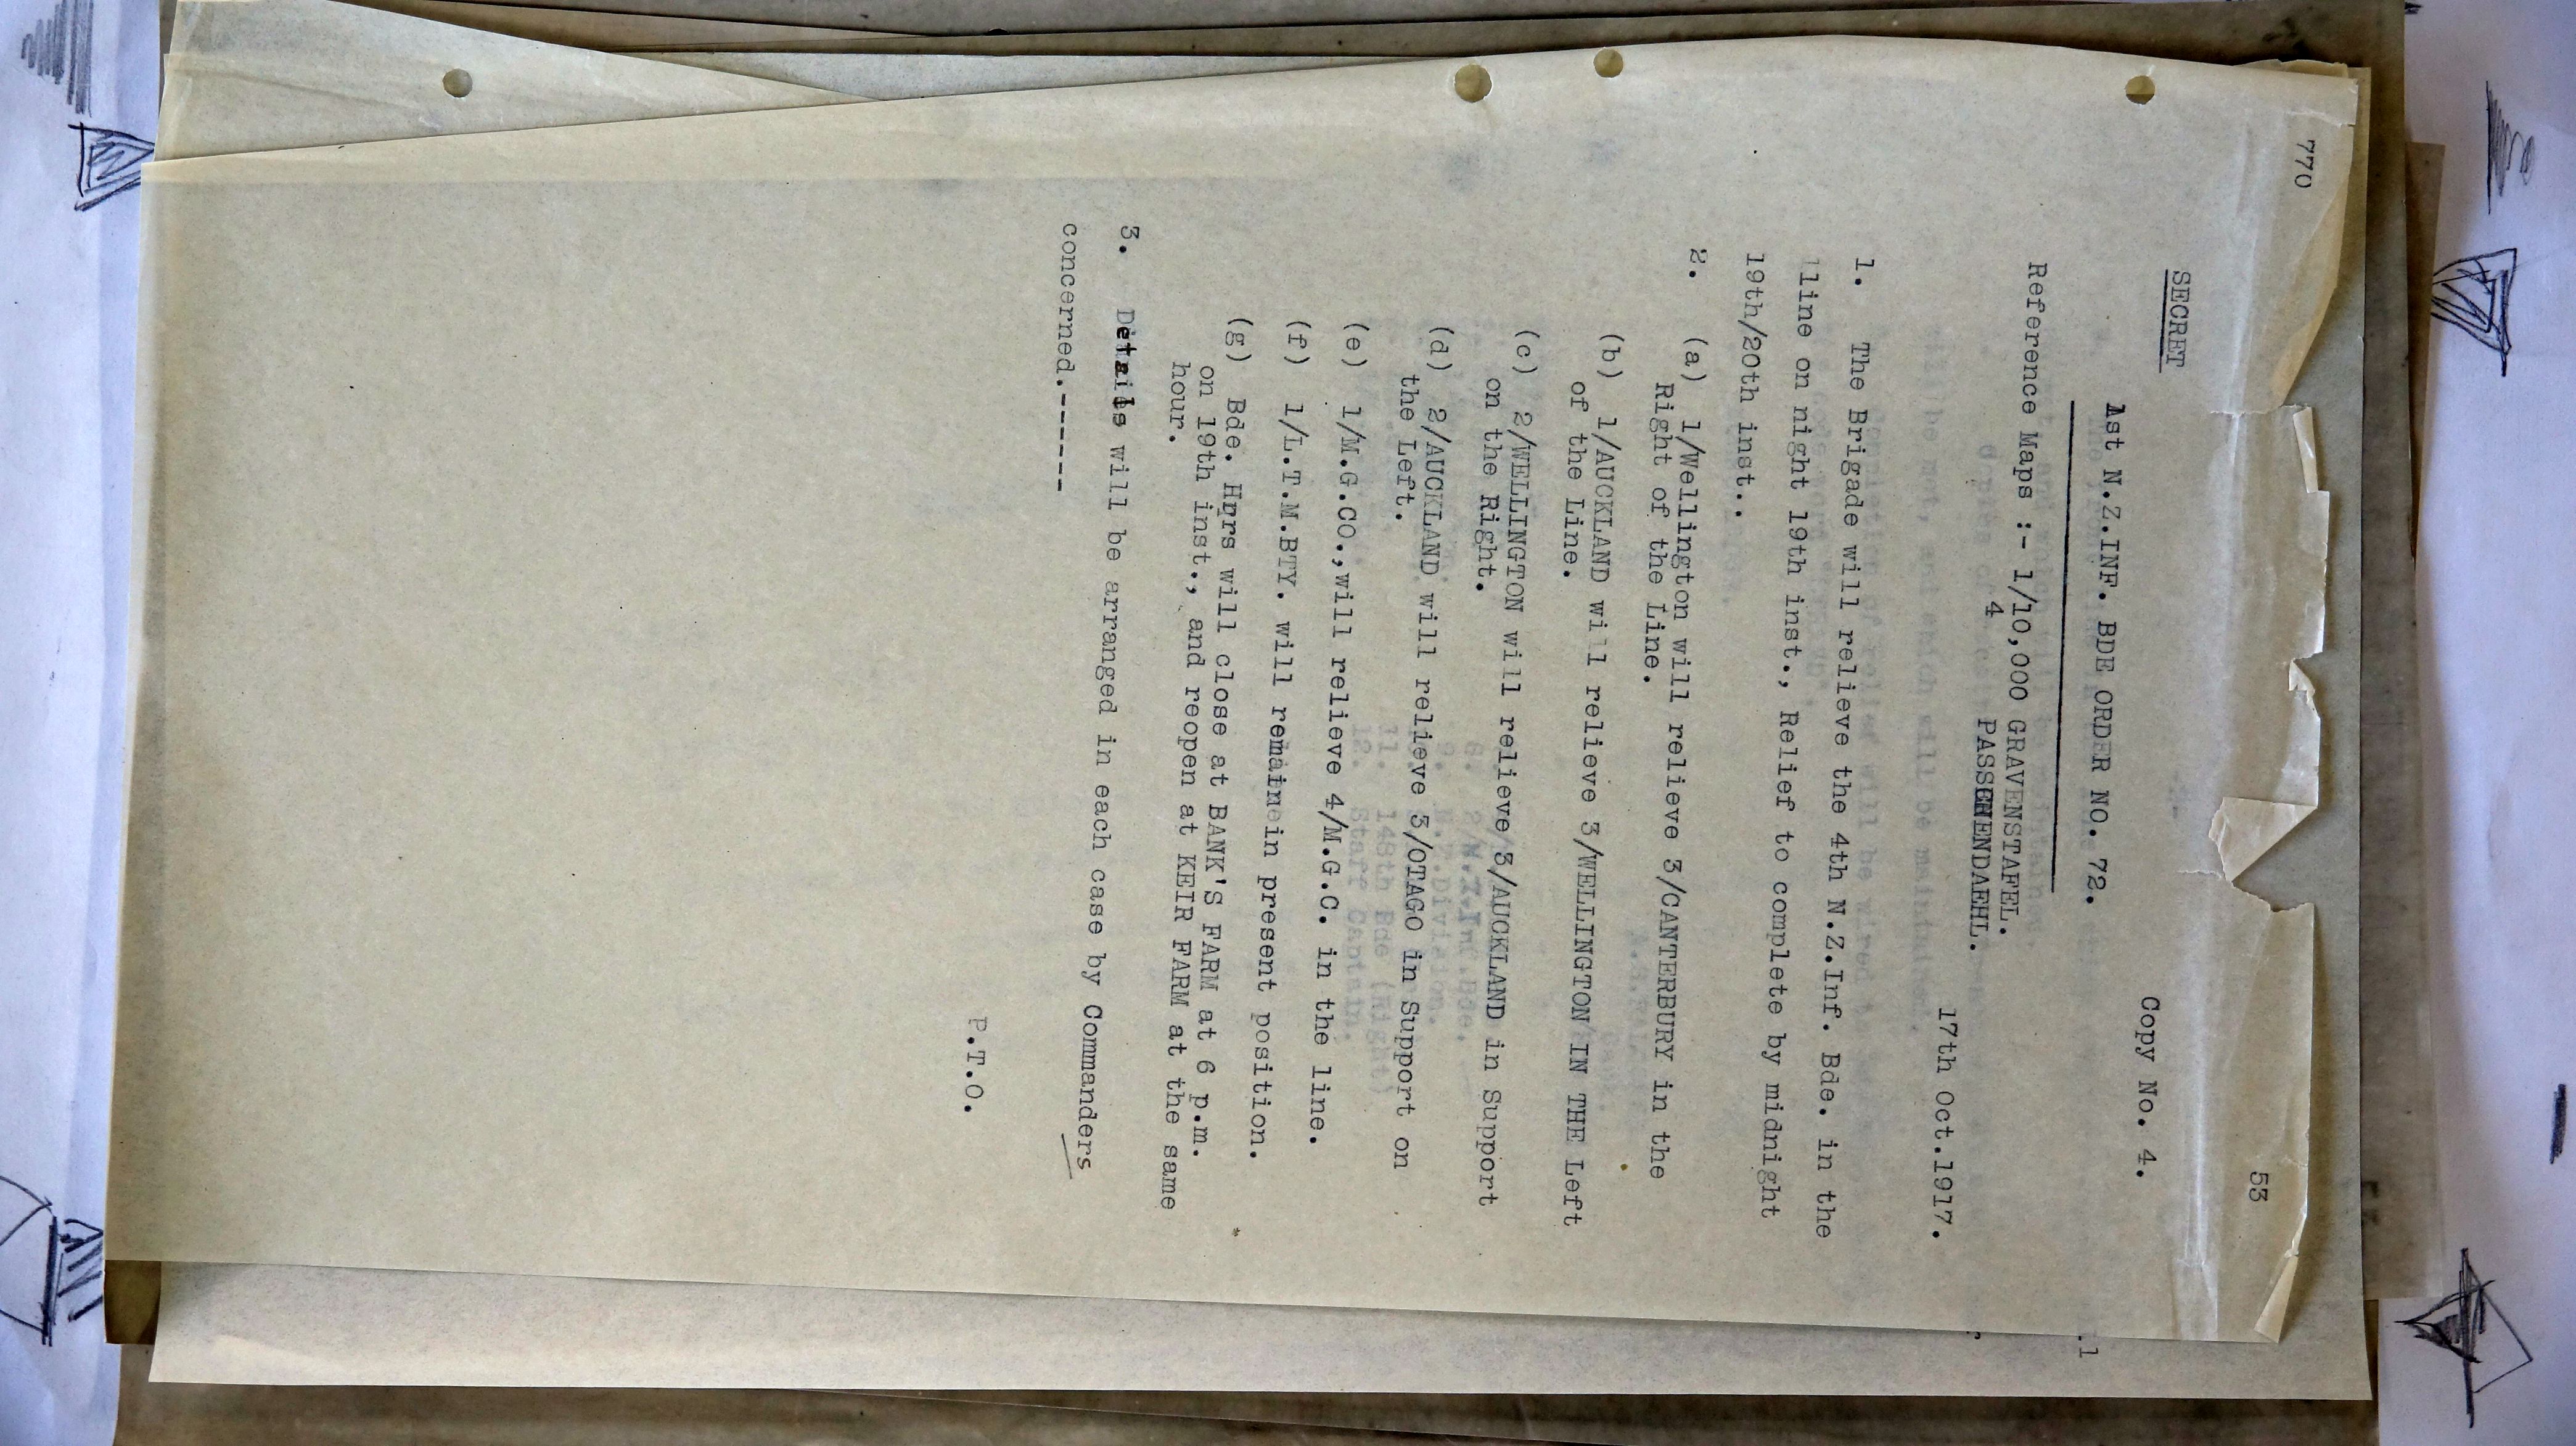 770
53
SECRET
Copy No. 4.
1st N.Z.INF. BDE ORDER NO. 72.
Reference Maps :- 1/10,000 GRAVENSTAFEL.
4 PASSCHENDAEHL.
17th Oct.1917.
1. The Brigade will relieve the 4th N.Z.Inf. Bde. in the
line on night 19th inst., Relief to complete by midnight
19th/20th inst..
2. (a) 1/Wellington will relieve 3/CANTERBURY in the
Right of the Line.
(b) 1/AUCKLAND will relieve 3/WELLINGTON IN THE Left
of the Line.
(c) 2/WELLINGTON will relieve 3/AUCKLAND in Support
on the Right.
(d) 2/AUCKLAND will relieve 3/OTAGO in Support on
the Left.
(e) 1/M.G.CO.,will relieve 4/M.G.C. in the line.
(f) 1/L.T.M.BTY. will remain in present position.
(g) Bde. Hqrs will close at BANK'S FARM at 6 p.m.
on 19th inst., and reopen at KEIR FARM at the same
hour.
3. Details will be arranged in each case by Commanders
concerned.------
P.T.O.